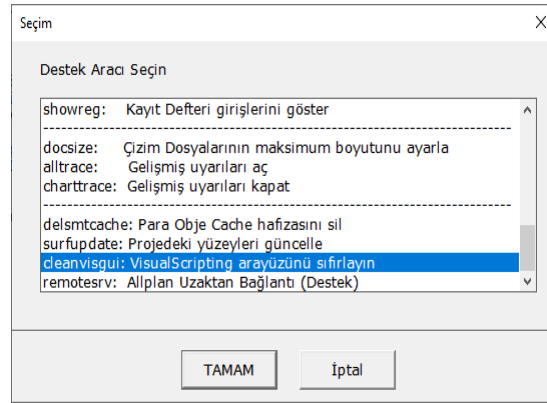 Seçim
Destek Aracı Seçin
showreg: Kayıt Defteri girişlerini göster
----------------------------------------------------------------------
docsize: Çizim Dosyalarının maksimum boyutunu ayarla
alltrace: Gelişmiş uyarıları aç
charttrace: Gelişmiş uyarıları kapat
----------------------------------------------------------------------
delsmtcache: Para Obje Cache hafızasını sil
surfupdate: Projedeki yüzeyleri güncelle
cleanvisgui: VisualScripting arayüzünü sıfırlayın
remotesrv: Allplan Uzaktan Bağlantı (Destek)
TAMAM İptal